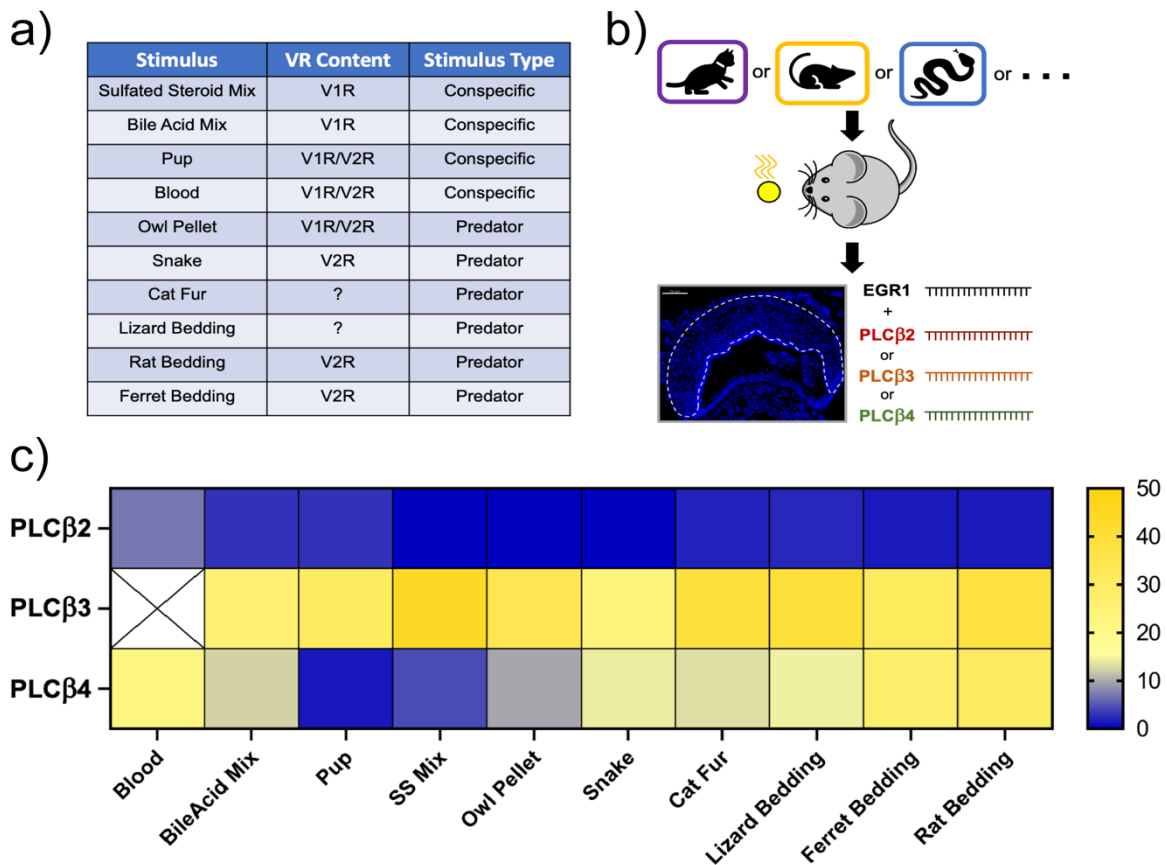 a)
Stimulus VR Content Stimulus Type
Sulfated Steroid Mix V1R Conspecific
Bile Acid Mix V1R Conspecific
Pup V1R/V2R Conspecific
Blood V1R/V2R Conspecific
Owl Pellet V1R/V2R Predator
Snake V2R Predator
Cat Fur ? Predator
Lizard Bedding ? Predator
Rat Bedding V2R Predator
Ferret Bedding V2R Predator
b)
or or or ...
EGR1
+
PLCβ2
or
PLCβ3
or
PLCβ4
c)
PLCβ2
PLCβ3
PLCβ4
Blood
BileAcid Mix
Pup
SS Mix
Owl Pellet
Snake
Cat Fur
Lizard Bedding
Ferret Bedding
Rat Bedding
50
40
30
20
10
0